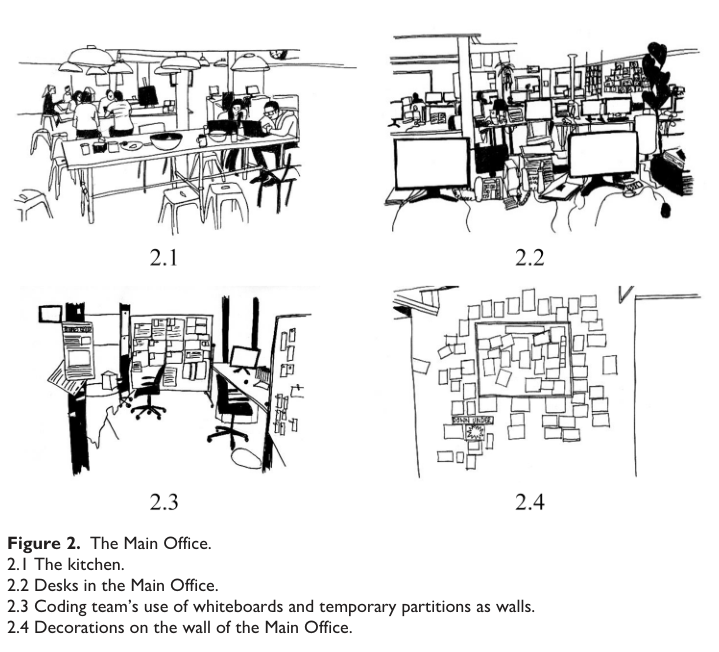 2.1
2.2
2.3
DOWN UNDER
2.4
Figure 2. The Main Office.
2.1 The kitchen.
2.2 Desks in the Main Office.
2.3 Coding team's use of whiteboards and temporary partitions as walls.
2.4 Decorations on the wall of the Main Office.